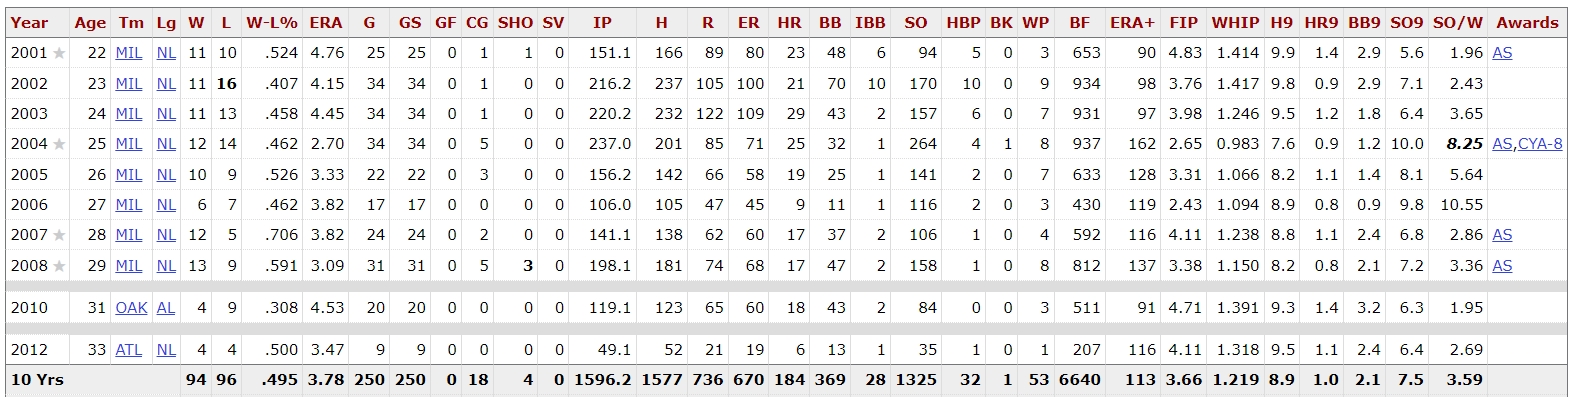 Year Age Tm Lg W L W-L% ERA G GS GF CG SHO SV IP H R ER HR BB IBB SO HBP BK WP BF ERA+ FIP WHIP H9 HR9 BB9 SO9 SO/W Awards
2001 ★ 22 MIL NL 11 10 .524 4.76 25 25 0 1 1 0 151.1 166 89 80 23 48 6 94 5 0 3 653 90 4.83 1.414 9.9 1.4 2.9 5.6 1.96 AS
2002 23 MIL NL 11 16 .407 4.15 34 34 0 1 0 0 216.2 237 105 100 21 70 10 170 10 0 9 934 98 3.76 1.417 9.8 0.9 2.9 7.1 2.43
2003 24 MIL NL 11 13 .458 4.45 34 34 0 1 0 0 220.2 232 122 109 29 43 2 157 6 0 7 931 97 3.98 1.246 9.5 1.2 1.8 6.4 3.65
2004 ★ 25 MIL NL 12 14 .462 2.70 34 34 0 5 0 0 237.0 201 85 71 25 32 1 264 4 1 8 937 162 2.65 0.983 7.6 0.9 1.2 10.0 8.25 AS,CYA-8
2005 26 MIL NL 10 9 .526 3.33 22 22 0 3 0 0 156.2 142 66 58 19 25 1 141 2 0 7 633 128 3.31 1.066 8.2 1.1 1.4 8.1 5.64
2006 27 MIL NL 6 7 .462 3.82 17 17 0 0 0 0 106.0 105 47 45 9 11 1 116 2 0 3 430 119 2.43 1.094 8.9 0.8 0.9 9.8 10.55
2007 ★ 28 MIL NL 12 5 .706 3.82 24 24 0 2 0 0 141.1 138 62 60 17 37 2 106 1 0 4 592 116 4.11 1.238 8.8 1.1 2.4 6.8 2.86 AS
2008 ★ 29 MIL NL 13 9 .591 3.09 31 31 0 5 3 0 198.1 181 74 68 17 47 2 158 1 0 8 812 137 3.38 1.150 8.2 0.8 2.1 7.2 3.36 AS
2010 31 OAK AL 4 9 .308 4.53 20 20 0 0 0 0 119.1 123 65 60 18 43 2 84 0 0 3 511 91 4.71 1.391 9.3 1.4 3.2 6.3 1.95
2012 33 ATL NL 4 4 .500 3.47 9 9 0 0 0 0 49.1 52 21 19 6 13 1 35 1 0 1 207 116 4.11 1.318 9.5 1.1 2.4 6.4 2.69
10 Yrs 94 96 .495 3.78 250 250 0 18 4 0 1596.2 1577 736 670 184 369 28 1325 32 1 53 6640 113 3.66 1.219 8.9 1.0 2.1 7.5 3.59